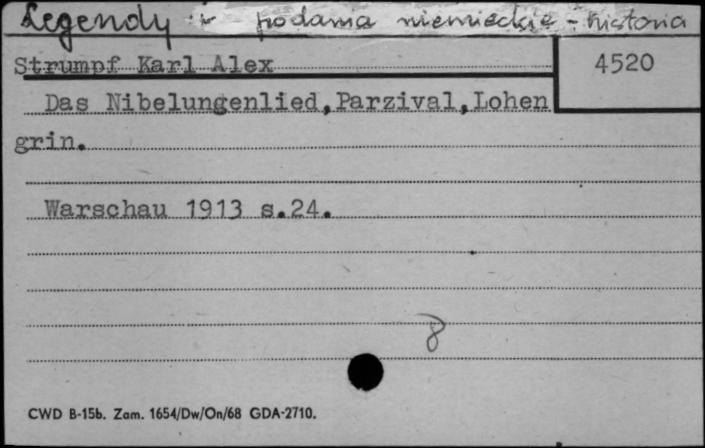 Legendy i podania niemieckie - historia
Strumpf Karl Alex
4520
Das Nibelungenlied,Parzival,Lohen
grin.
Warschau 1913 s.24.
8
CWD B-15b. Zam. 1654/Dw/On/68 GDA-2710.